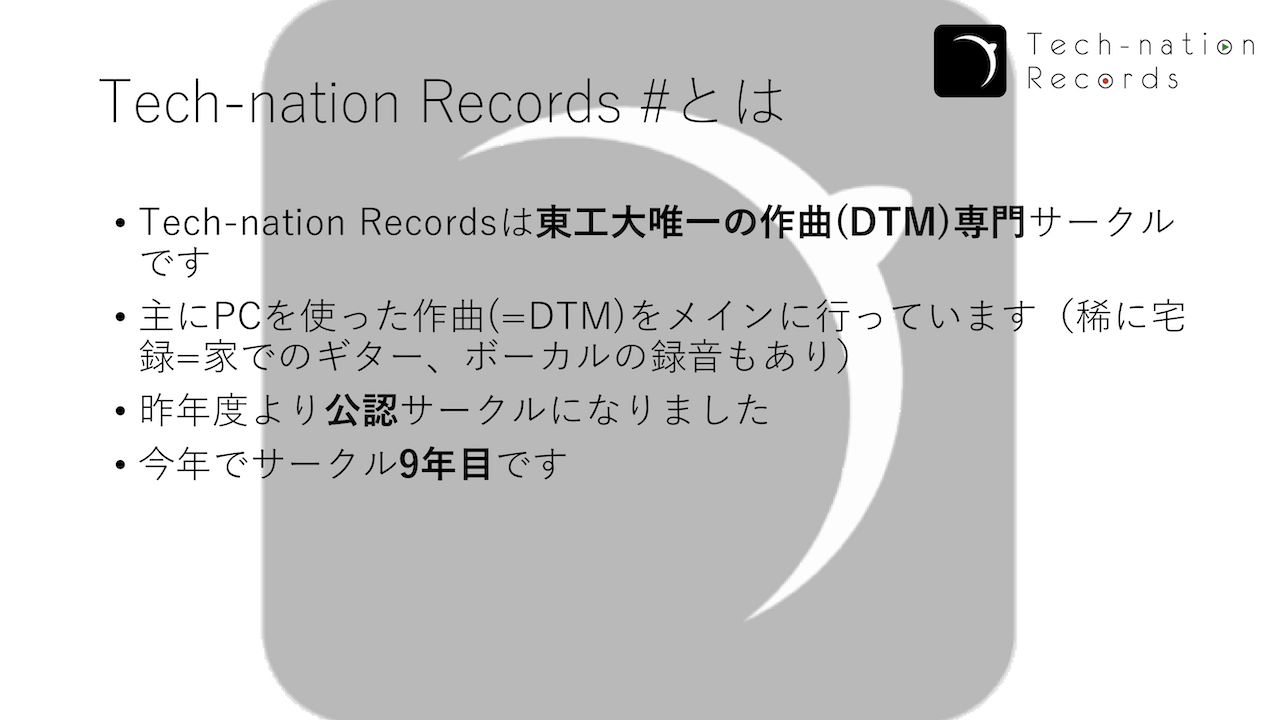 Tech-nation
Records
Tech-nation Records #とは
• Tech-nation Recordsは東工大唯一の作曲(DTM)専門サークル
です
• 主にPCを使った作曲(=DTM)をメインに行っています（稀に宅
録=家でのギター、ボーカルの録音もあり）
• 昨年度より公認サークルになりました
• 今年でサークル9年目です